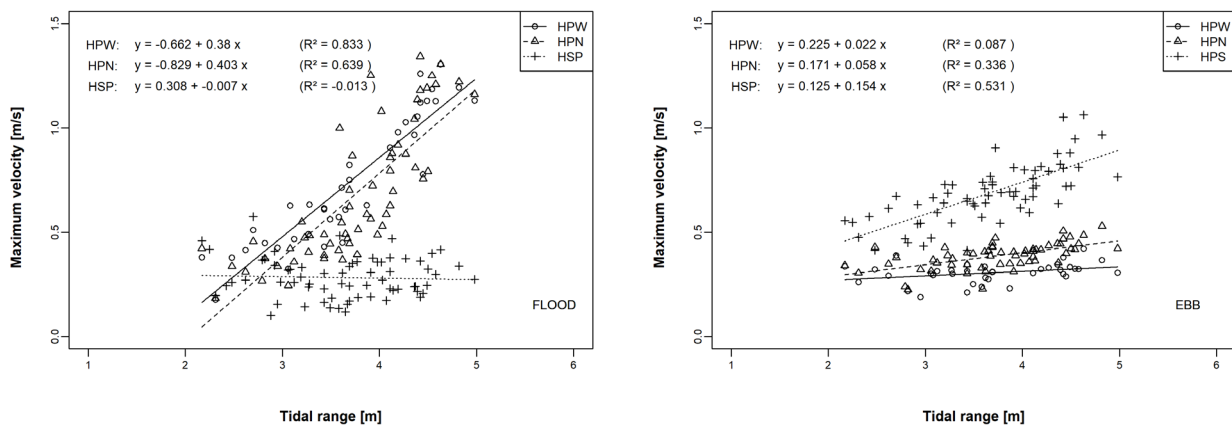 HPW
HPN
HSP
HPW: y = -0.662 + 0.38 x (R² = 0.833 )
HPN: y = -0.829 + 0.403 x (R² = 0.639 )
HSP: y = 0.308 + -0.007 x (R² = -0.013 )
FLOOD
Maximum velocity [m/s]
0.0 0.5 1.0 1.5
1 2 3 4 5 6
Tidal range [m]
HPW
HPN
HPS
HPW: y = 0.225 + 0.022 x (R² = 0.087 )
HPN: y = 0.171 + 0.058 x (R² = 0.336 )
HSP: y = 0.125 + 0.154 x (R² = 0.531 )
EBB
Maximum velocity [m/s]
0.0 0.5 1.0 1.5
1 2 3 4 5 6
Tidal range [m]